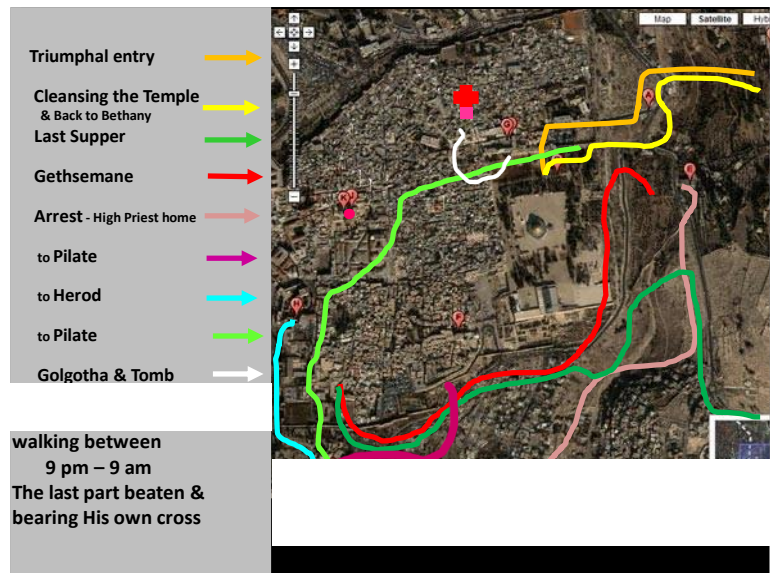 Triumphal entry
Cleansing the Temple
& Back to Bethany
Last Supper
Gethsemane
Arrest - High Priest home
to Pilate
to Herod
to Pilate
Golgotha & Tomb
walking between
9 pm – 9 am
The last part beaten &
bearing His own cross
Map Satellite
A
G
E
K J
H
F